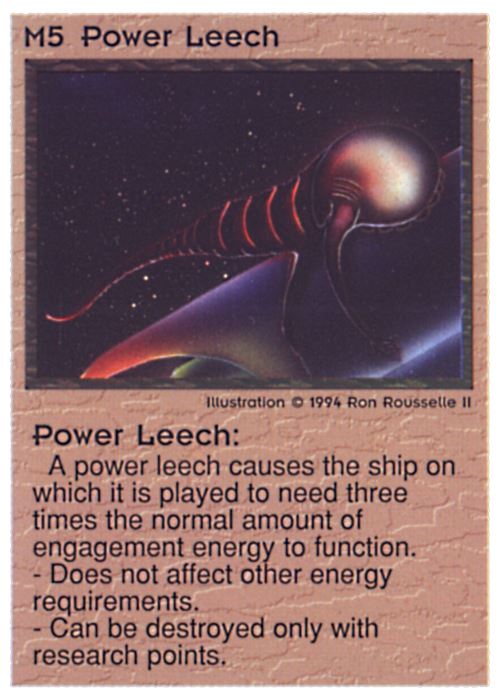 M5 Power Leech
Illustration © 1994 Ron Rousselle II
Power Leech:
A power leech causes the ship on
which it is played to need three
times the normal amount of
engagement energy to function.
- Does not affect other energy
requirements.
- Can be destroyed only with
research points.